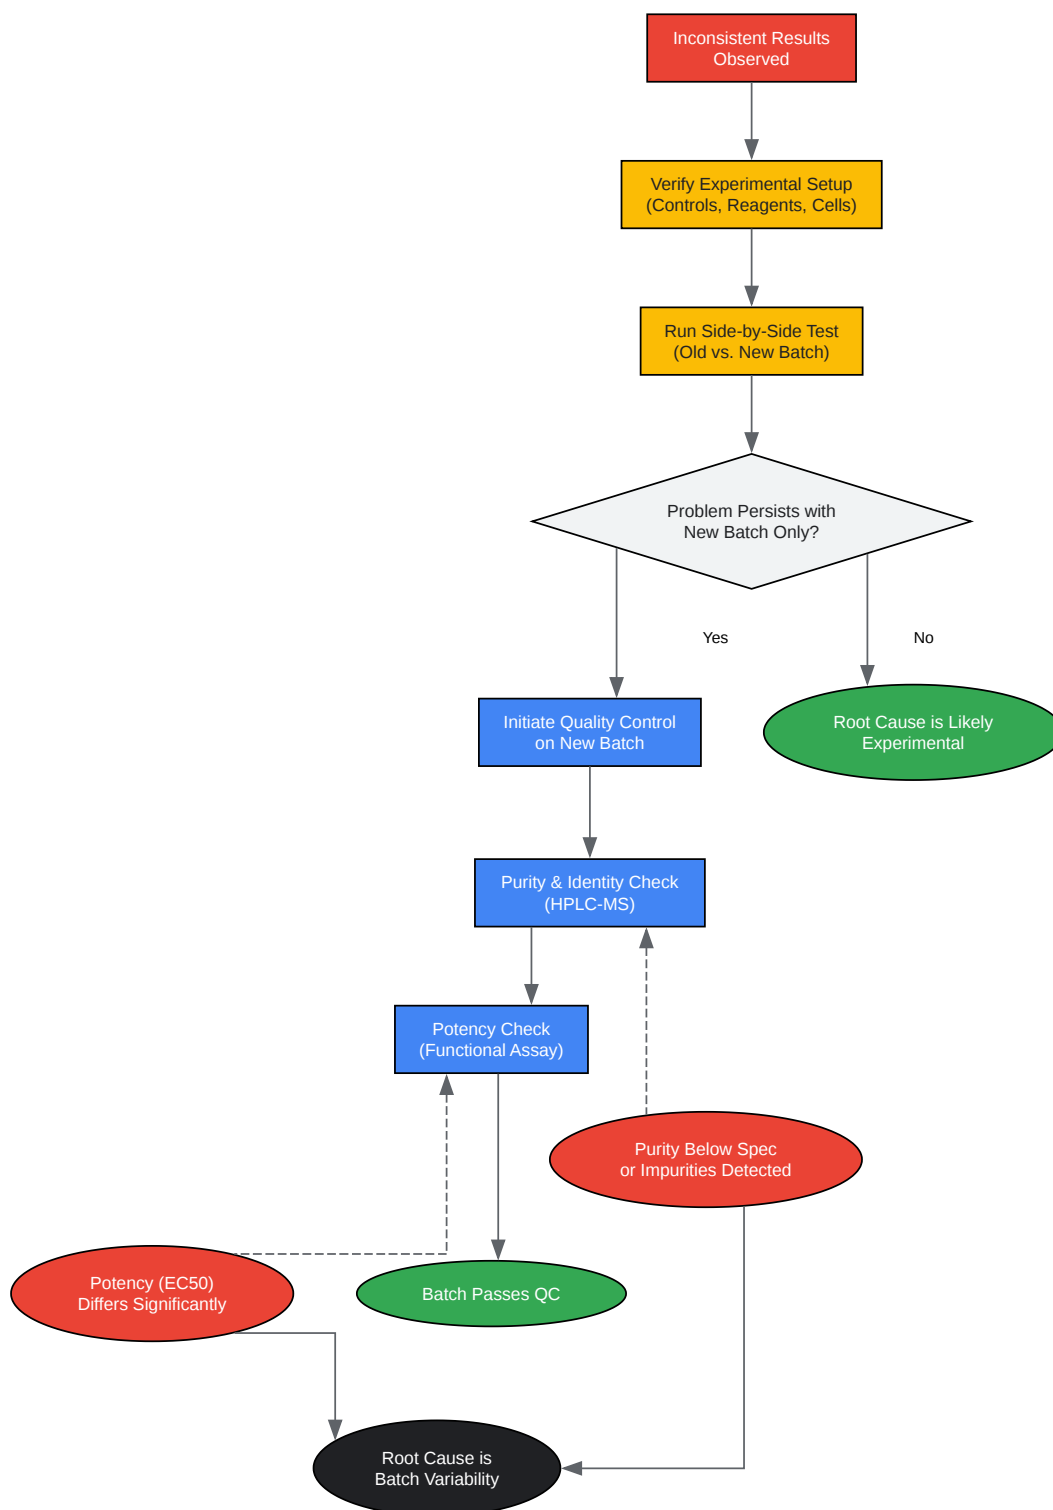 Inconsistent Results
Observed
Verify Experimental Setup
(Controls, Reagents, Cells)
Run Side-by-Side Test
(Old vs. New Batch)
Problem Persists with
New Batch Only?
Yes
No
Initiate Quality Control
on New Batch
Root Cause is Likely
Experimental
Purity & Identity Check
(HPLC-MS)
Potency Check
(Functional Assay)
Purity Below Spec
or Impurities Detected
Potency (EC50)
Differs Significantly
Batch Passes QC
Root Cause is
Batch Variability